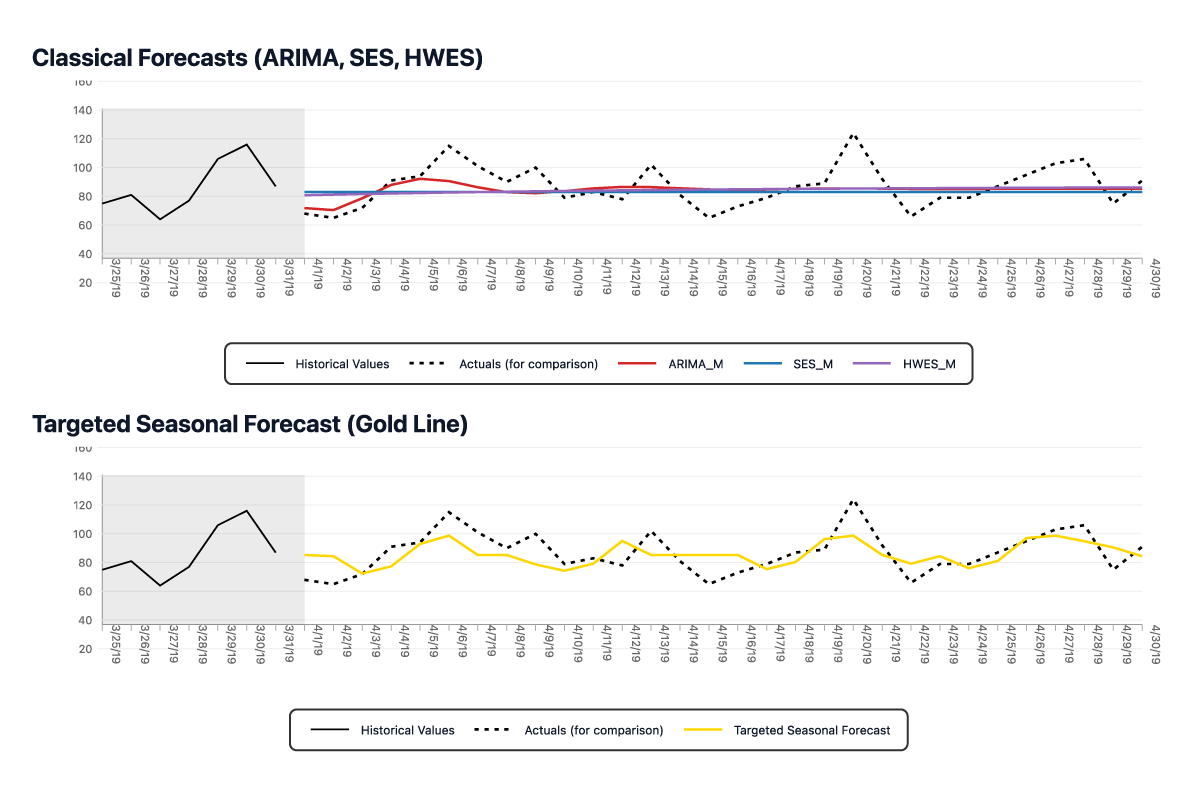 Classical Forecasts (ARIMA, SES, HWES)
160
140
120
100
80
60
40
20
3/25/19 3/26/19 3/27/19 3/28/19 3/29/19 3/30/19 3/31/19 4/1/19 4/2/19 4/3/19 4/4/19 4/5/19 4/6/19 4/7/19 4/8/19 4/9/19 4/10/19 4/11/19 4/12/19 4/13/19 4/14/19 4/15/19 4/16/19 4/17/19 4/18/19 4/19/19 4/20/19 4/21/19 4/22/19 4/23/19 4/24/19 4/25/19 4/26/19 4/27/19 4/28/19 4/29/19 4/30/19
Historical Values Actuals (for comparison) ARIMA_M SES_M HWES_M
Targeted Seasonal Forecast (Gold Line)
160
140
120
100
80
60
40
20
3/25/19 3/26/19 3/27/19 3/28/19 3/29/19 3/30/19 3/31/19 4/1/19 4/2/19 4/3/19 4/4/19 4/5/19 4/6/19 4/7/19 4/8/19 4/9/19 4/10/19 4/11/19 4/12/19 4/13/19 4/14/19 4/15/19 4/16/19 4/17/19 4/18/19 4/19/19 4/20/19 4/21/19 4/22/19 4/23/19 4/24/19 4/25/19 4/26/19 4/27/19 4/28/19 4/29/19 4/30/19
Historical Values Actuals (for comparison) Targeted Seasonal Forecast